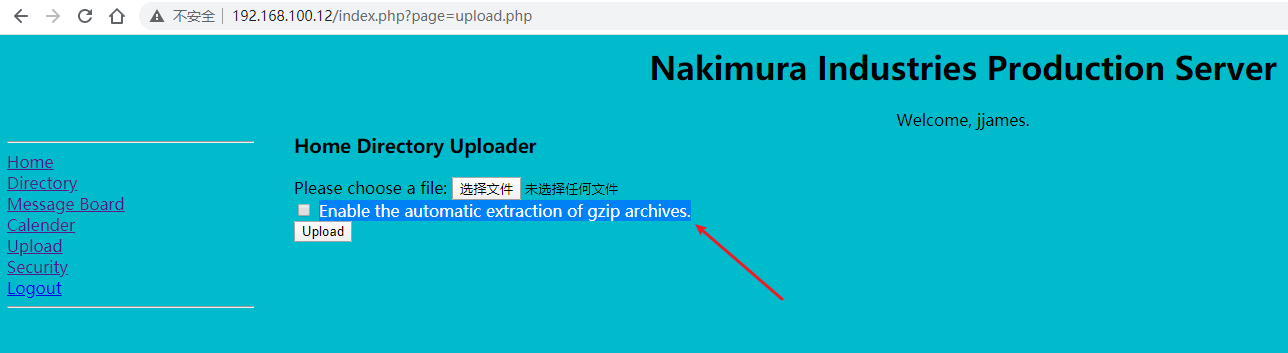 不安全 192.168.100.12/index.php?page=upload.php
Nakimura Industries Production Server
Welcome, jjames.
Home Directory Uploader
Home
Directory
Message Board
Calender
Upload
Security
Logout
Please choose a file: 选择文件 未选择任何文件
Enable the automatic extraction of gzip archives.
Upload